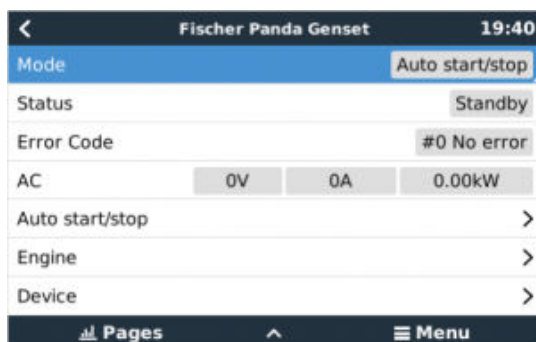 Fischer Panda Genset 19:40
Mode Auto start/stop
Status Standby
Error Code #0 No error
AC 0V 0A 0.00kW
Auto start/stop
Engine
Device
Pages Menu